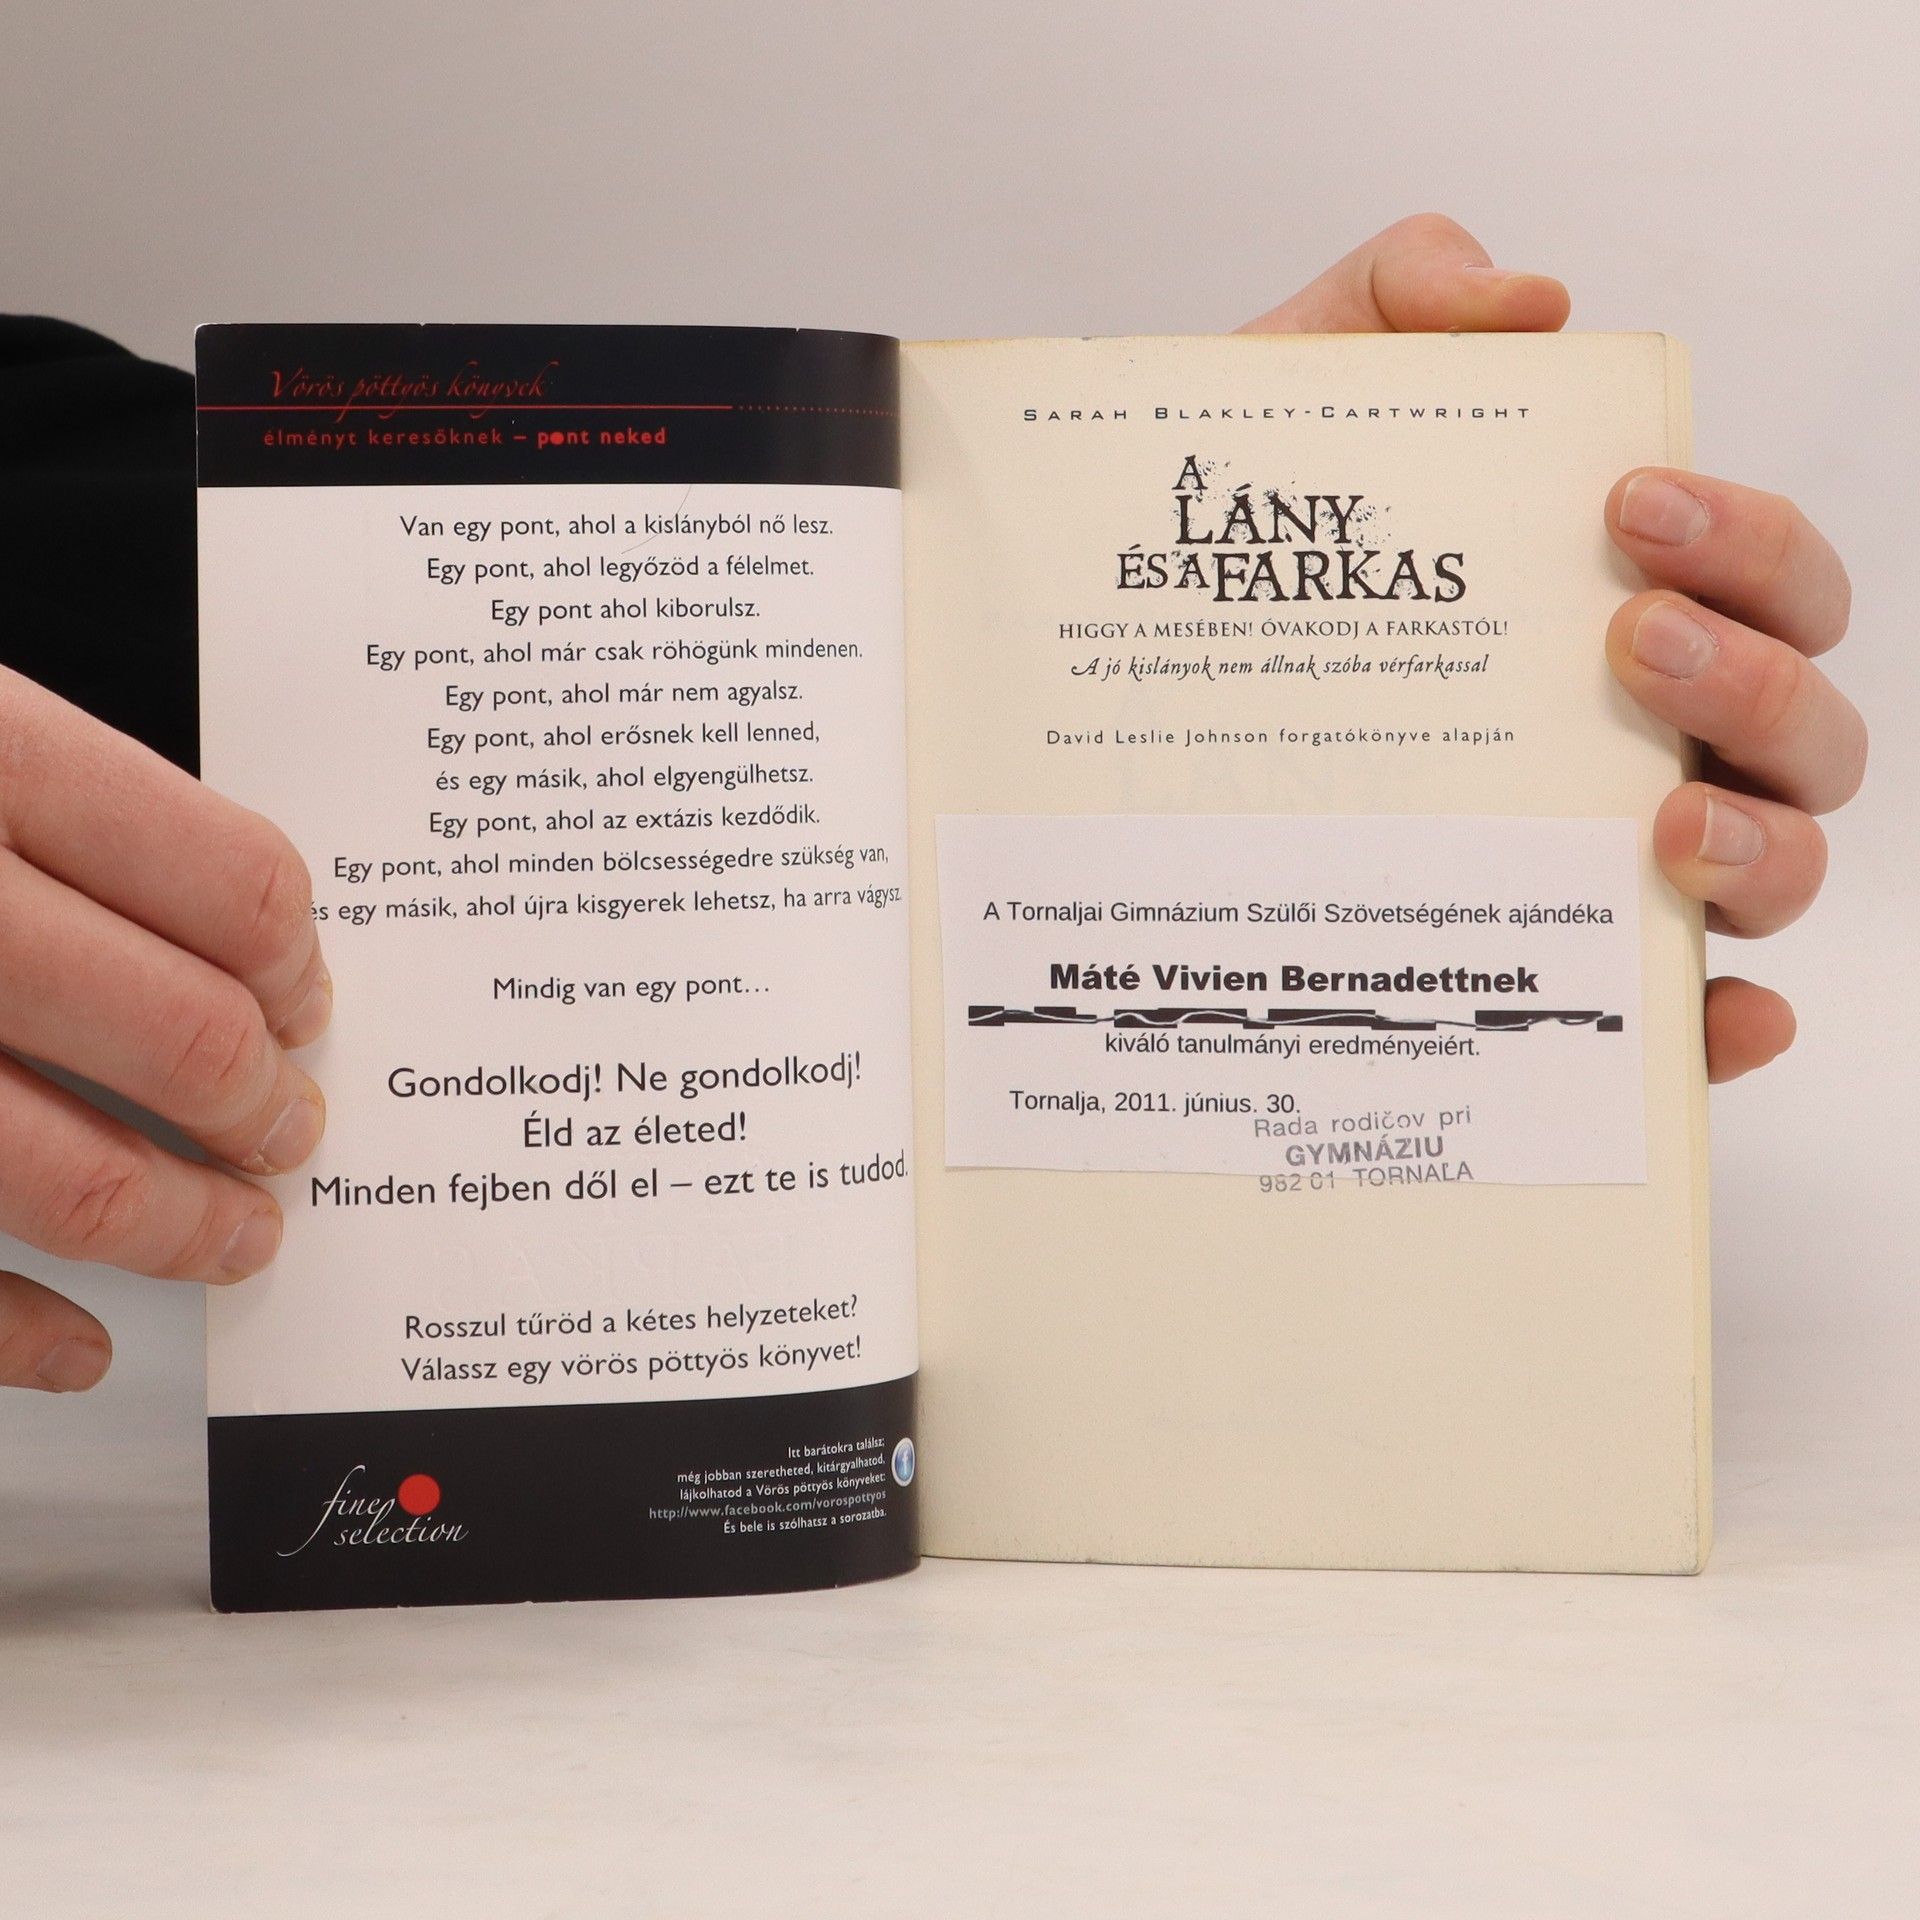 Vörös pöttyös könyvek
élményt keresőknek – pont neked
Van egy pont, ahol a kislányból nő lesz.
Egy pont, ahol legyőzöd a félelmet.
Egy pont ahol kiborulsz.
Egy pont, ahol már csak röhögünk mindenen.
Egy pont, ahol már nem agyalsz.
Egy pont, ahol erősnek kell lenned,
és egy másik, ahol elgyengülhetsz.
Egy pont, ahol az extázis kezdődik.
Egy pont, ahol minden bölcsességedre szükség van,
és egy másik, ahol újra kisgyerek lehetsz, ha arra vágysz.
Mindig van egy pont…
Gondolkodj! Ne gondolkodj!
Éld az életed!
Minden fejben dől el – ezt te is tudod.
Rosszul tűröd a kétes helyzeteket?
Válassz egy vörös pöttyös könyvet!
fine
selection
Itt barátokra találsz:
még jobban szeretheted, kitárgyalhatod,
lájkolhatod a Vörös pöttyös könyveket:
http://www.facebook.com/vorospottyos
És bele is szólhatsz a sorozatba.
f
SARAH BLAKLEY-CARTWRIGHT
A
LÁNY
ÉS A FARKAS
HIGGY A MESÉBEN! ÓVAKODJ A FARKASTÓL!
A jó kislányok nem állnak szóba vérfarkassal
David Leslie Johnson forgatókönyve alapján
A Tornaljai Gimnázium Szülői Szövetségének ajándéka
Máté Vivien Bernadettnek
kiváló tanulmányi eredményeiért.
Tornalja, 2011. június. 30.
Rada rodičov pri
GYMNÁZIU
982 01 TORNAĽA